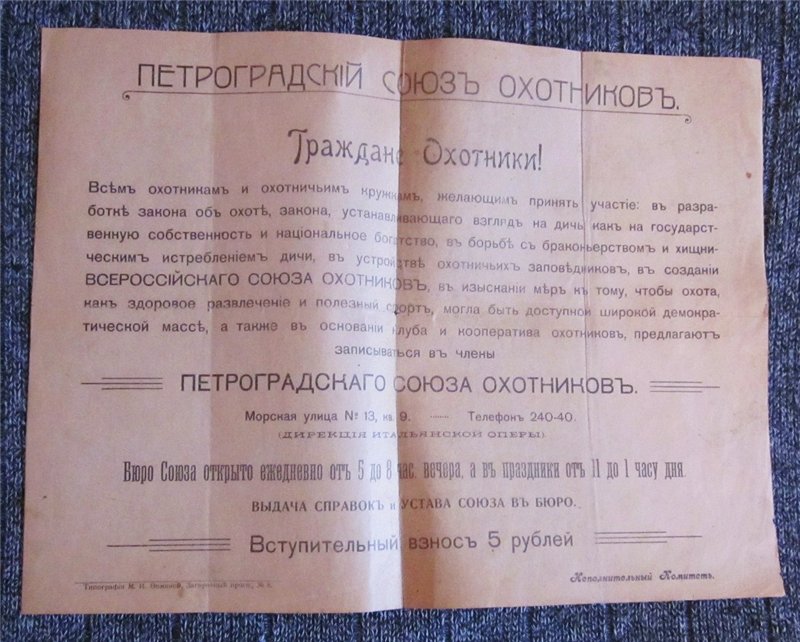 ПЕТРОГРАДСКІЙ СОЮЗЪ ОХОТНИКОВЪ.
Граждане Охотники!
Всѣмъ охотникамъ и охотничьимъ кружкамъ, желающимъ принять участіе: въ разра-
боткѣ закона объ охотѣ, закона, устанавливающаго взглядъ на дичь какъ на государст-
венную собственность и національное богатство, въ борьбѣ съ браконьерствомъ и хищни-
ческимъ истребленіемъ дичи, въ устройствѣ охотничьихъ заповѣдниковъ, въ созданіи
ВСЕРОССІЙСКАГО СОЮЗА ОХОТНИКОВЪ, въ изысканіи мѣръ къ тому, чтобы охота,
какъ здоровое развлеченіе и полезный спортъ, могла быть доступной широкой демокра-
тической массѣ, а также въ основаніи клуба и кооператива охотниковъ, предлагаютъ
записываться въ члены
ПЕТРОГРАДСКАГО СОЮЗА ОХОТНИКОВЪ.
Морская улица № 13, кв. 9. Телефонъ 240-40.
(ДИРЕКЦІЯ ИТАЛЬЯНСКОЙ ОПЕРЫ).
Бюро Союза открыто ежедневно отъ 5 до 8 час. вечера, а въ праздники отъ 11 до 1 часу дня.
ВЫДАЧА СПРАВОКЪ и УСТАВА СОЮЗА ВЪ БЮРО.
Вступительный взносъ 5 рублей
Исполнительный Комитетъ.
Типографія Загородный просп., №